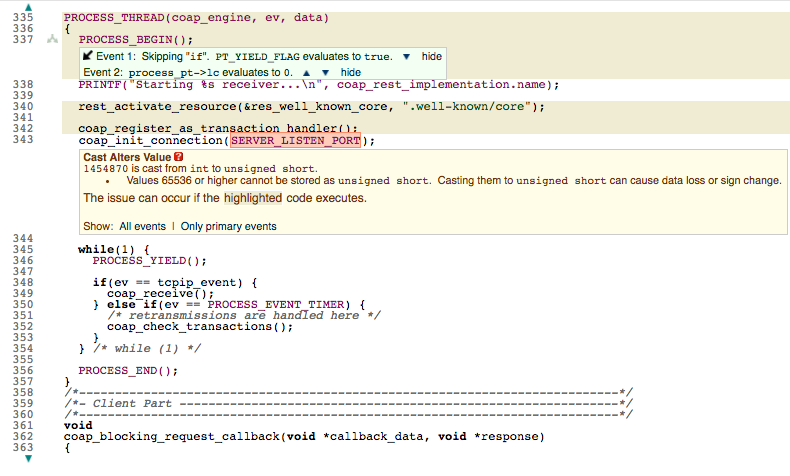 335 PROCESS_THREAD(coap_engine, ev, data)
336 {
337 PROCESS_BEGIN();
Event 1: Skipping "if". PT_YIELD_FLAG evaluates to true. ▼ hide
Event 2: process_pt->lc evaluates to 0. ▲ ▼ hide
338 PRINTF("Starting %s receiver...\n", coap_rest_implementation.name);
339
340 rest_activate_resource(&res_well_known_core, ".well-known/core");
341
342 coap_register_as_transaction_handler();
343 coap_init_connection(SERVER_LISTEN_PORT);
Cast Alters Value ?
1454870 is cast from int to unsigned short.
• Values 65536 or higher cannot be stored as unsigned short. Casting them to unsigned short can cause data loss or sign change.
The issue can occur if the highlighted code executes.
Show: All events | Only primary events
344
345 while(1) {
346 PROCESS_YIELD();
347
348 if(ev == tcpip_event) {
349 coap_receive();
350 } else if(ev == PROCESS_EVENT_TIMER) {
351 /* retransmissions are handled here */
352 coap_check_transactions();
353 }
354 } /* while (1) */
355
356 PROCESS_END();
357 }
358 /*---------------------------------------------------------------------------*/
359 /*- Client Part -------------------------------------------------------------*/
360 /*---------------------------------------------------------------------------*/
361 void
362 coap_blocking_request_callback(void *callback_data, void *response)
363 {